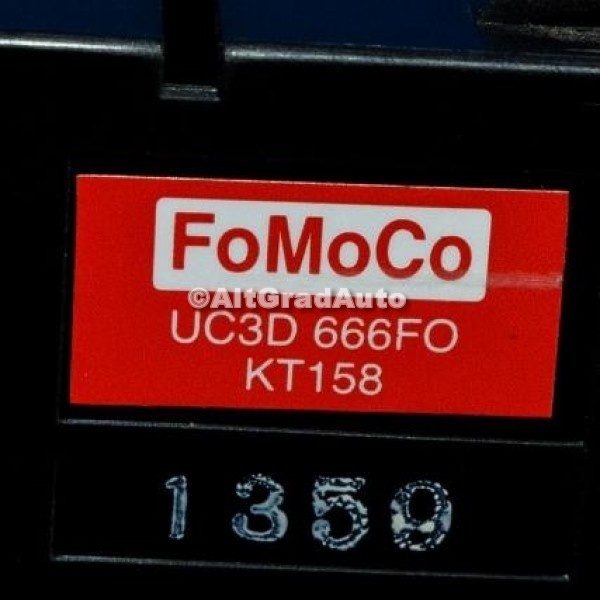 FoMoCo
©AltGradAuto
UC3D 666FO
KT158
1359